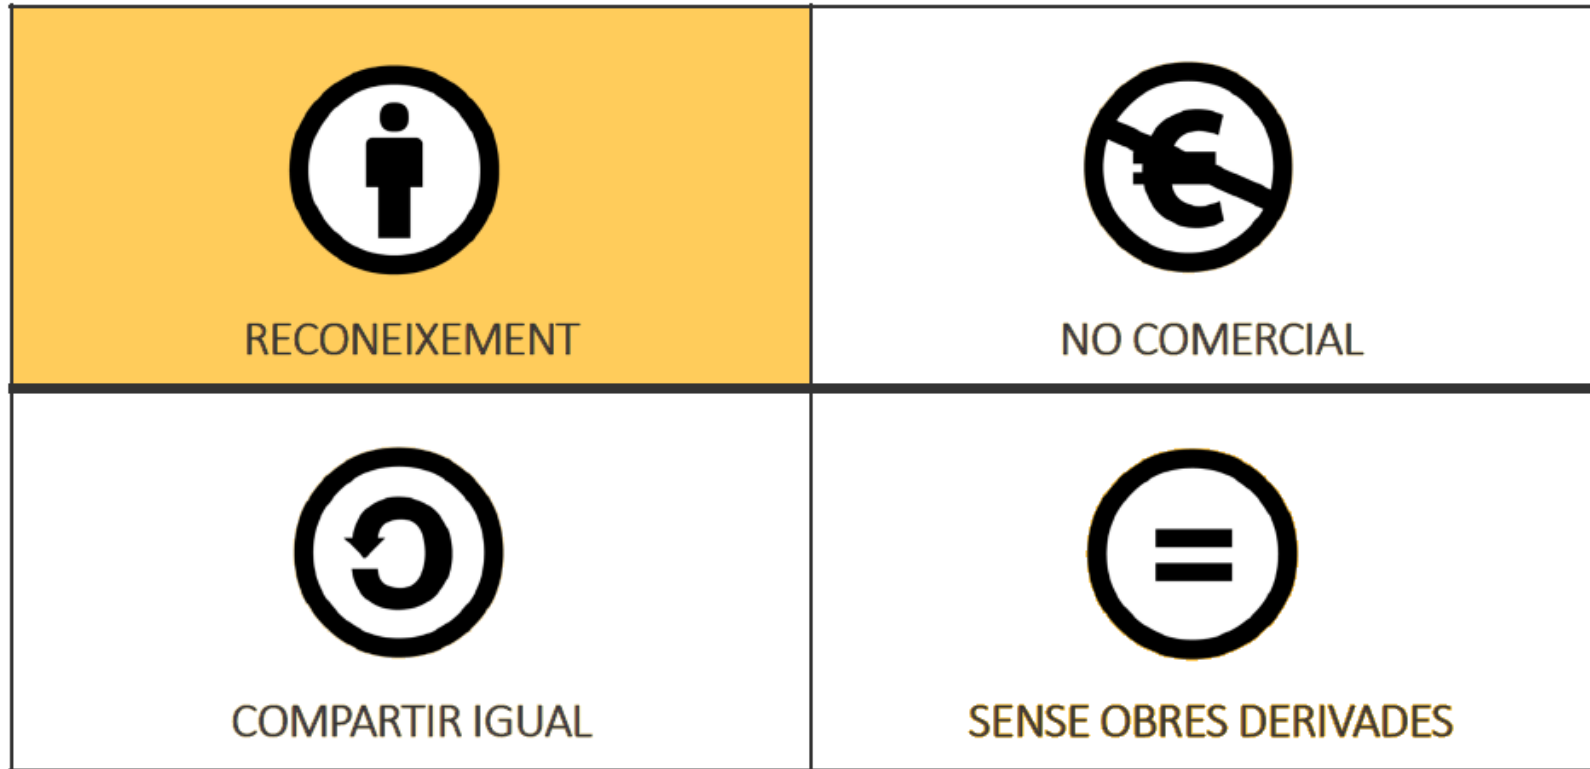 RECONEIXEMENT
NO COMERCIAL
COMPARTIR IGUAL
SENSE OBRES DERIVADES